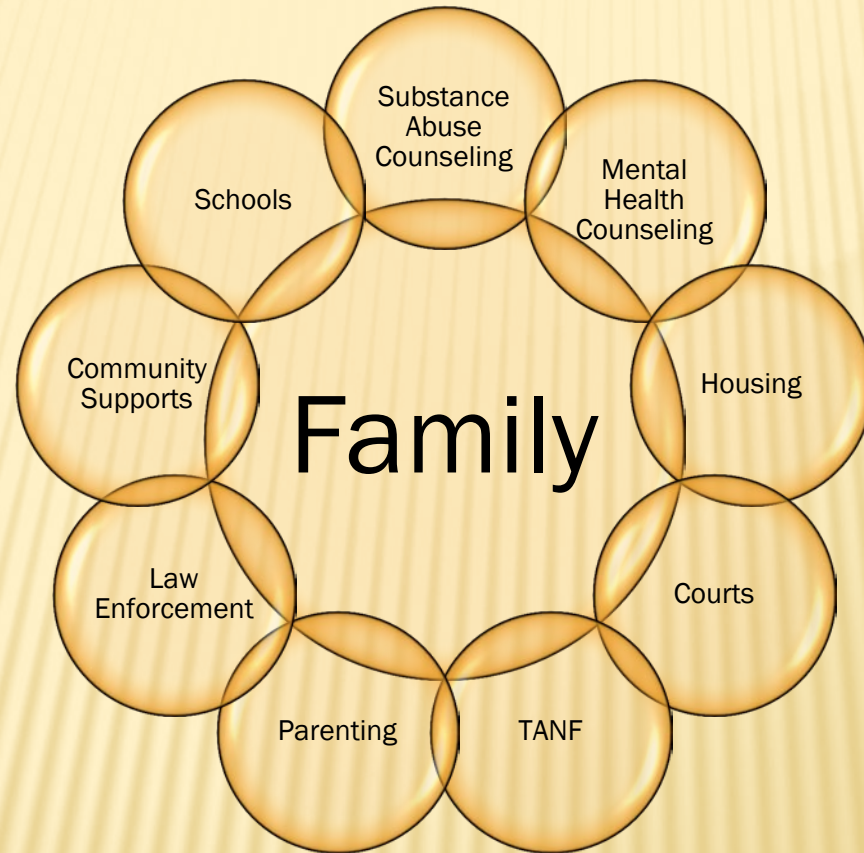 Substance
Abuse
Counseling
Mental
Health
Counseling
Schools
Community
Supports
Housing
Family
Law
Enforcement
Courts
Parenting
TANF